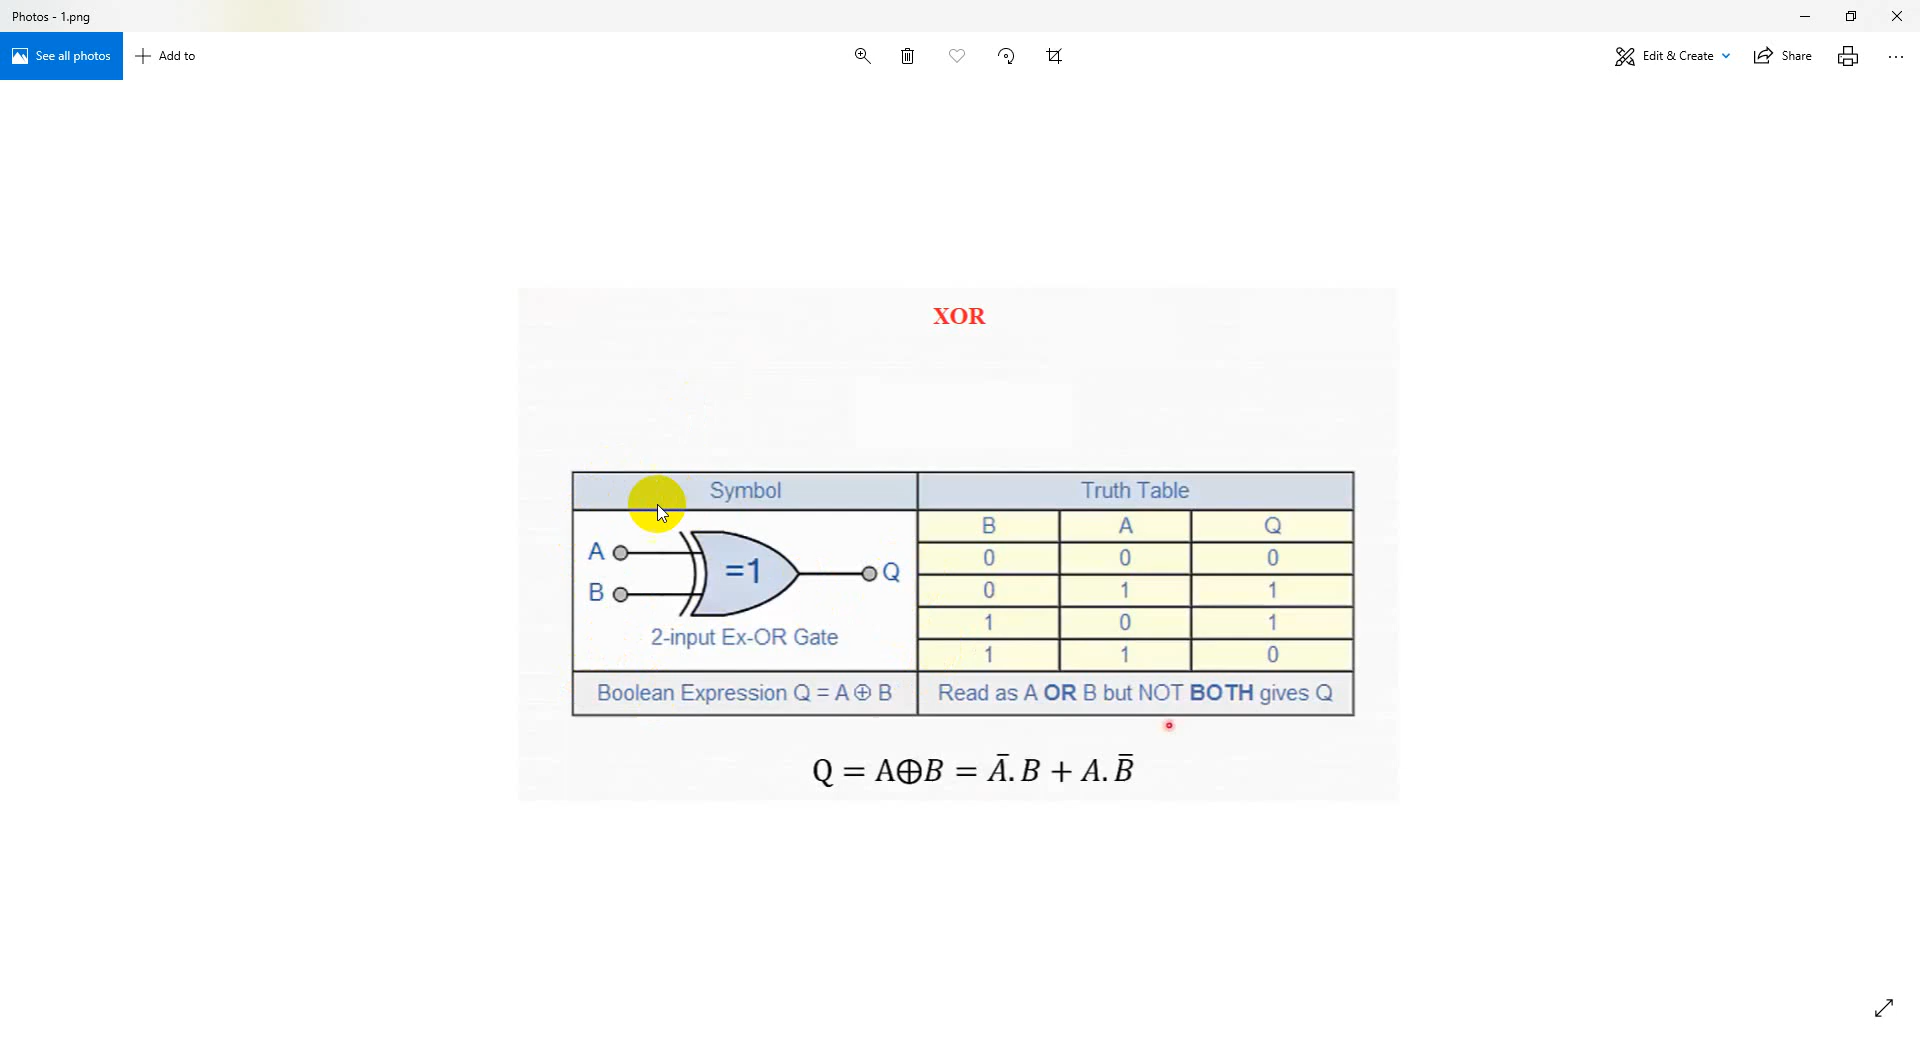 Photos - 1.png
See all photos
Add to
Edit & Create
Share
XOR
Symbol
Truth Table
A
B
=1
Q
2-input Ex-OR Gate
B A Q
0 0 0
0 1 1
1 0 1
1 1 0
Boolean Expression Q = A ⊕ B
Read as A OR B but NOT BOTH gives Q
Q = A⊕B = A̅. B + A. B̅